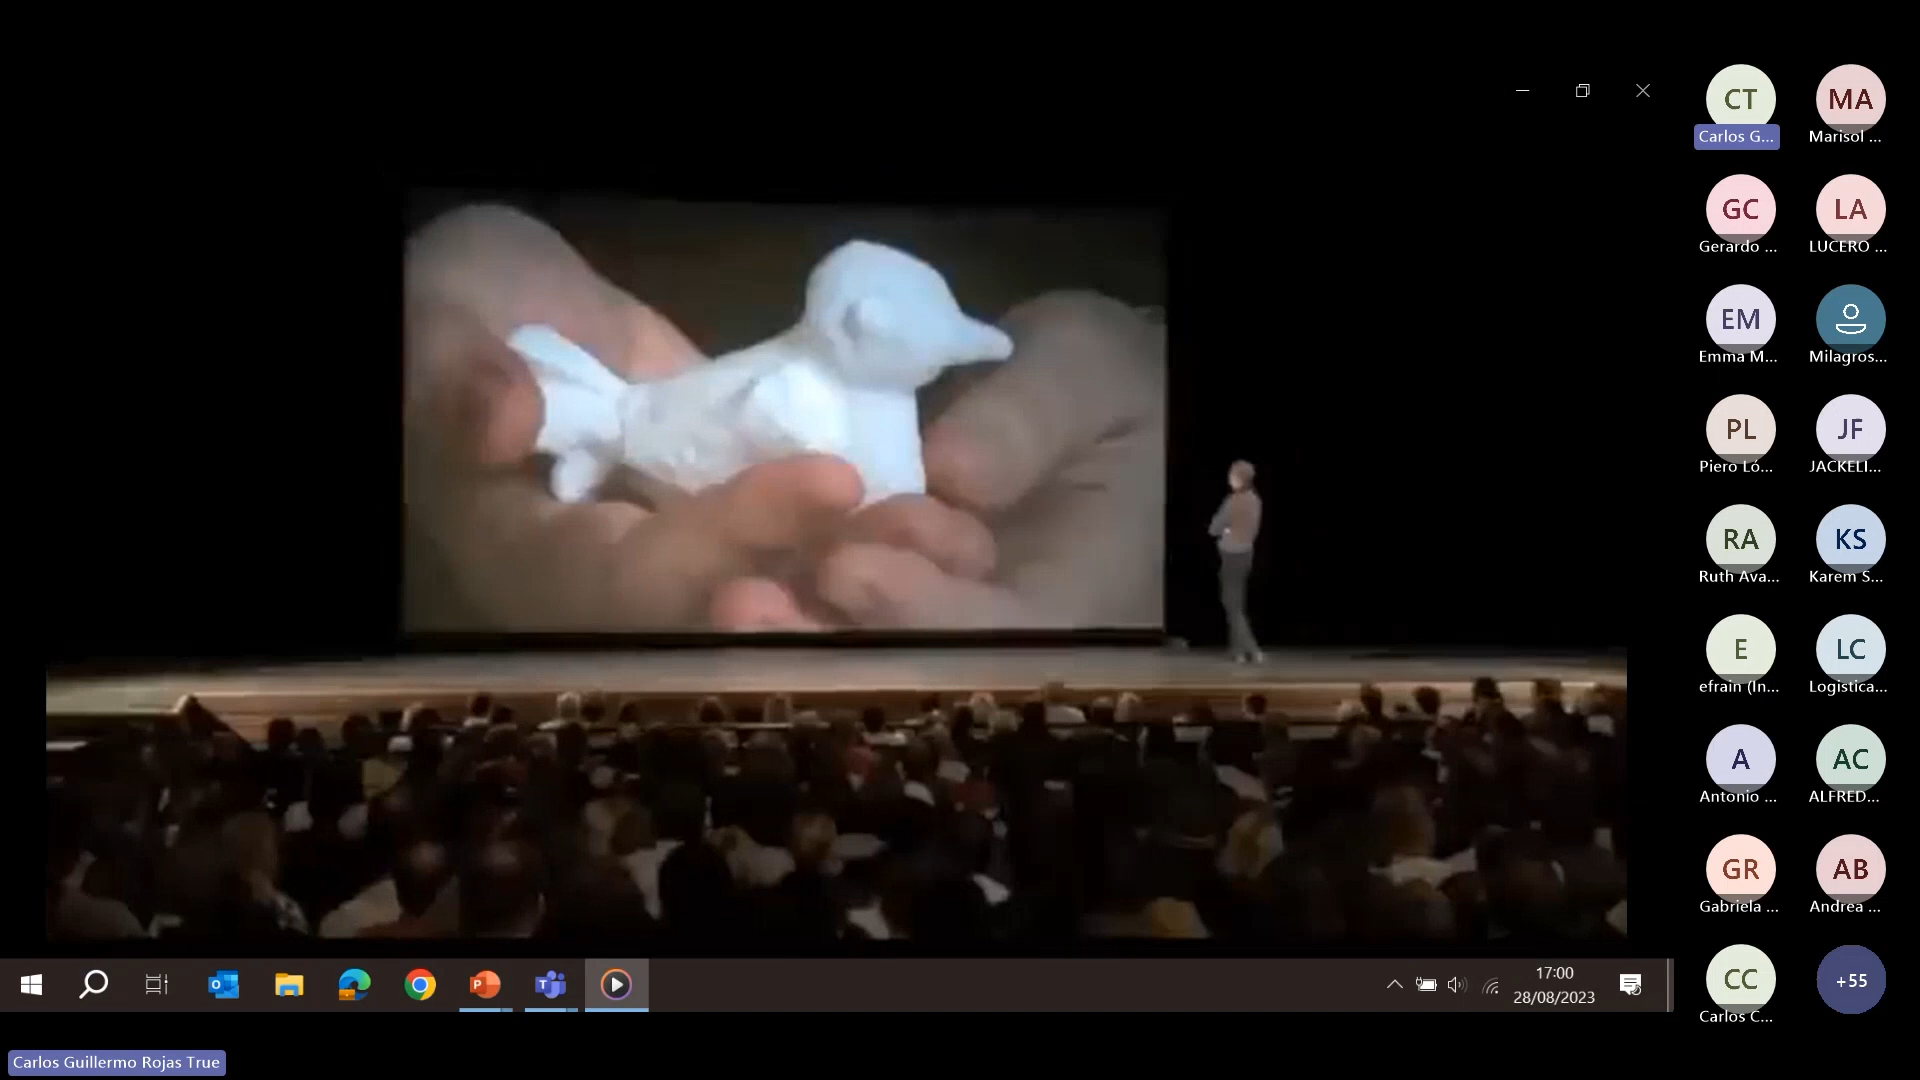 CT
MA
Carlos G...
Marisol ...
GC
LA
Gerardo ...
LUCERO ...
EM
Emma M...
Milagros...
PL
JF
Piero Ló...
JACKELI...
RA
KS
Ruth Ava...
Karem S...
E
LC
efrain (In...
Logistica...
A
AC
Antonio ...
ALFRED...
GR
AB
Gabriela ...
Andrea ...
CC
+55
Carlos C...
17:00
28/08/2023
Carlos Guillermo Rojas True